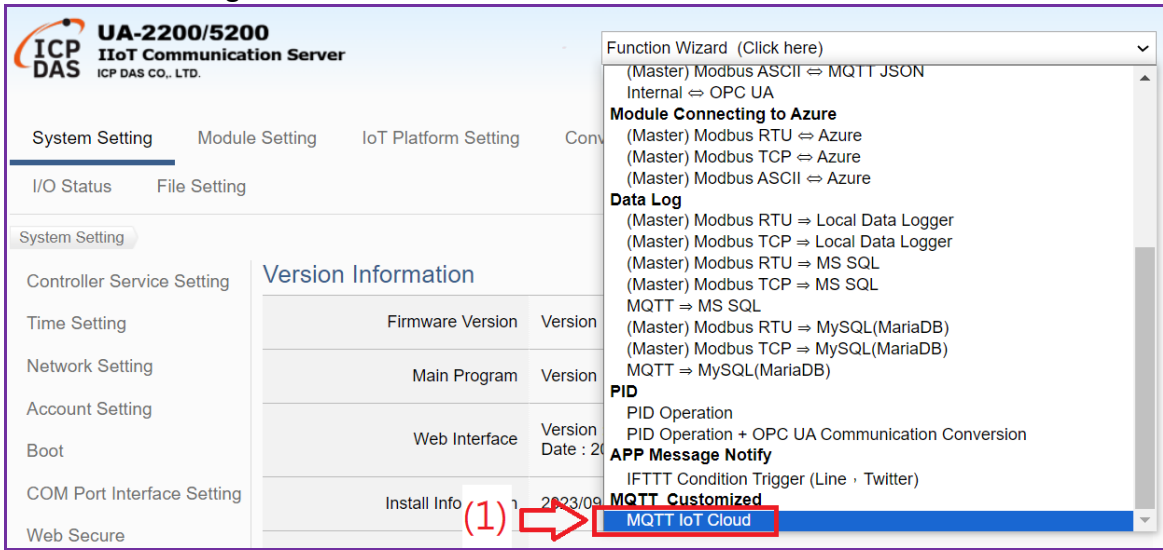 ICP DAS
UA-2200/5200
IIoT Communication Server
ICP DAS CO,. LTD.
Function Wizard (Click here)
(Master) Modbus ASCII ⇔ MQTT JSON
Internal ⇔ OPC UA
Module Connecting to Azure
(Master) Modbus RTU ⇔ Azure
(Master) Modbus TCP ⇔ Azure
(Master) Modbus ASCII ⇔ Azure
Data Log
(Master) Modbus RTU ⇒ Local Data Logger
(Master) Modbus TCP ⇒ Local Data Logger
(Master) Modbus RTU ⇒ MS SQL
(Master) Modbus TCP ⇒ MS SQL
MQTT ⇒ MS SQL
(Master) Modbus RTU ⇒ MySQL(MariaDB)
(Master) Modbus TCP ⇒ MySQL(MariaDB)
MQTT ⇒ MySQL(MariaDB)
PID
PID Operation
PID Operation + OPC UA Communication Conversion
APP Message Notify
IFTTT Condition Trigger (Line，Twitter)
MQTT Customized
MQTT IoT Cloud
System Setting Module Setting IoT Platform Setting Conv
I/O Status File Setting
System Setting
Controller Service Setting
Time Setting
Network Setting
Account Setting
Boot
COM Port Interface Setting
Web Secure
Version Information
Firmware Version Version
Main Program Version
Web Interface Version
Date : 20
Install Info n 2023/09
(1)